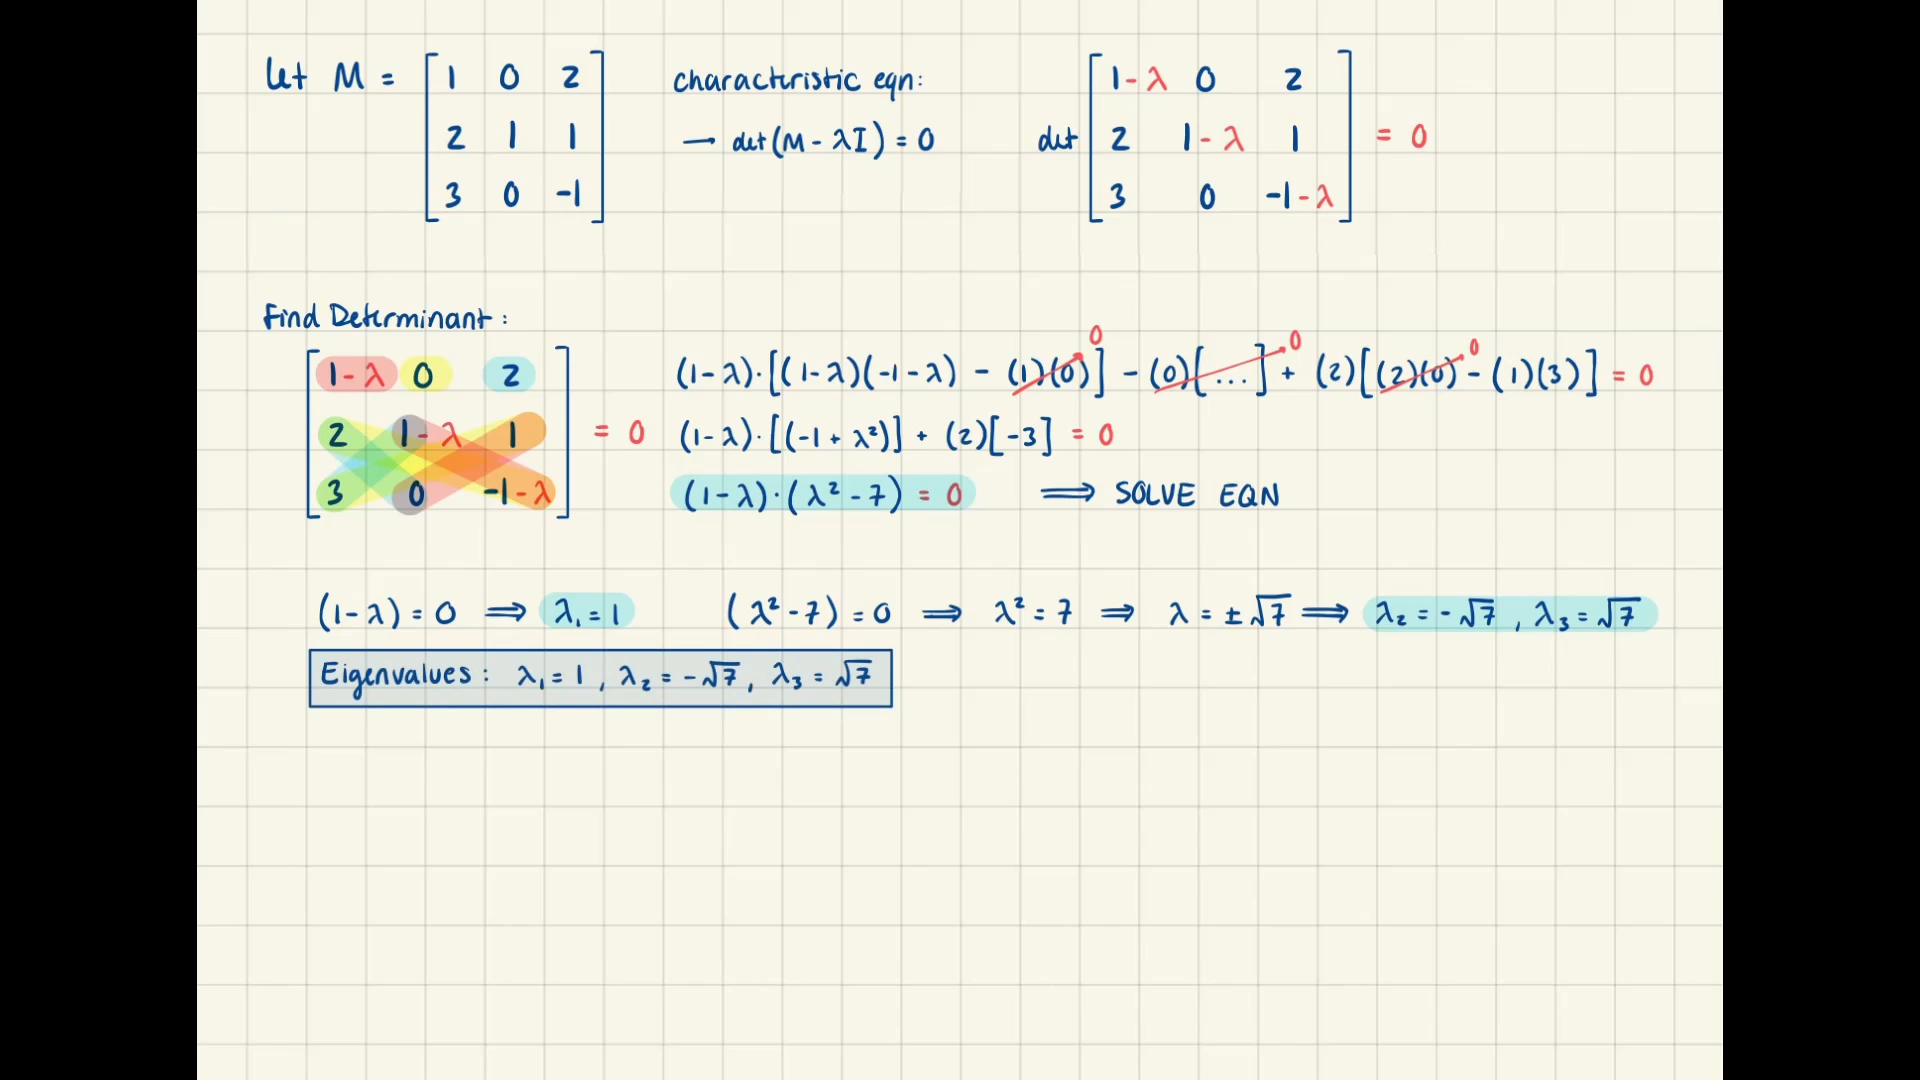 Let M = [ 1 0 2
2 1 1
3 0 -1 ]
characteristic eqn:
→ det(M - λI) = 0
det [ 1-λ 0 2
2 1-λ 1
3 0 -1-λ ] = 0
Find Determinant:
[ 1-λ 0 2
2 1-λ 1
3 0 -1-λ ] = 0
(1-λ)·[(1-λ)(-1-λ) - (1)(0)] - (0)[...] + (2)[(2)(0) - (1)(3)] = 0
0 0 0
(1-λ)·[(-1+λ²)] + (2)[-3] = 0
(1-λ)·(λ²-7) = 0 ⟹ SOLVE EQN
(1-λ) = 0 ⟹ λ₁ = 1
(λ²-7) = 0 ⟹ λ² = 7 ⟹ λ = ±√7 ⟹ λ₂ = -√7, λ₃ = √7
Eigenvalues: λ₁ = 1, λ₂ = -√7, λ₃ = √7